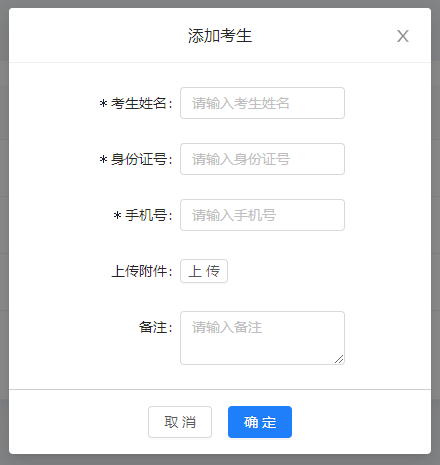 添加考生
* 考生姓名: 请输入考生姓名
* 身份证号: 请输入身份证号
* 手机号: 请输入手机号
上传附件: 上 传
备注: 请输入备注
取 消 确 定